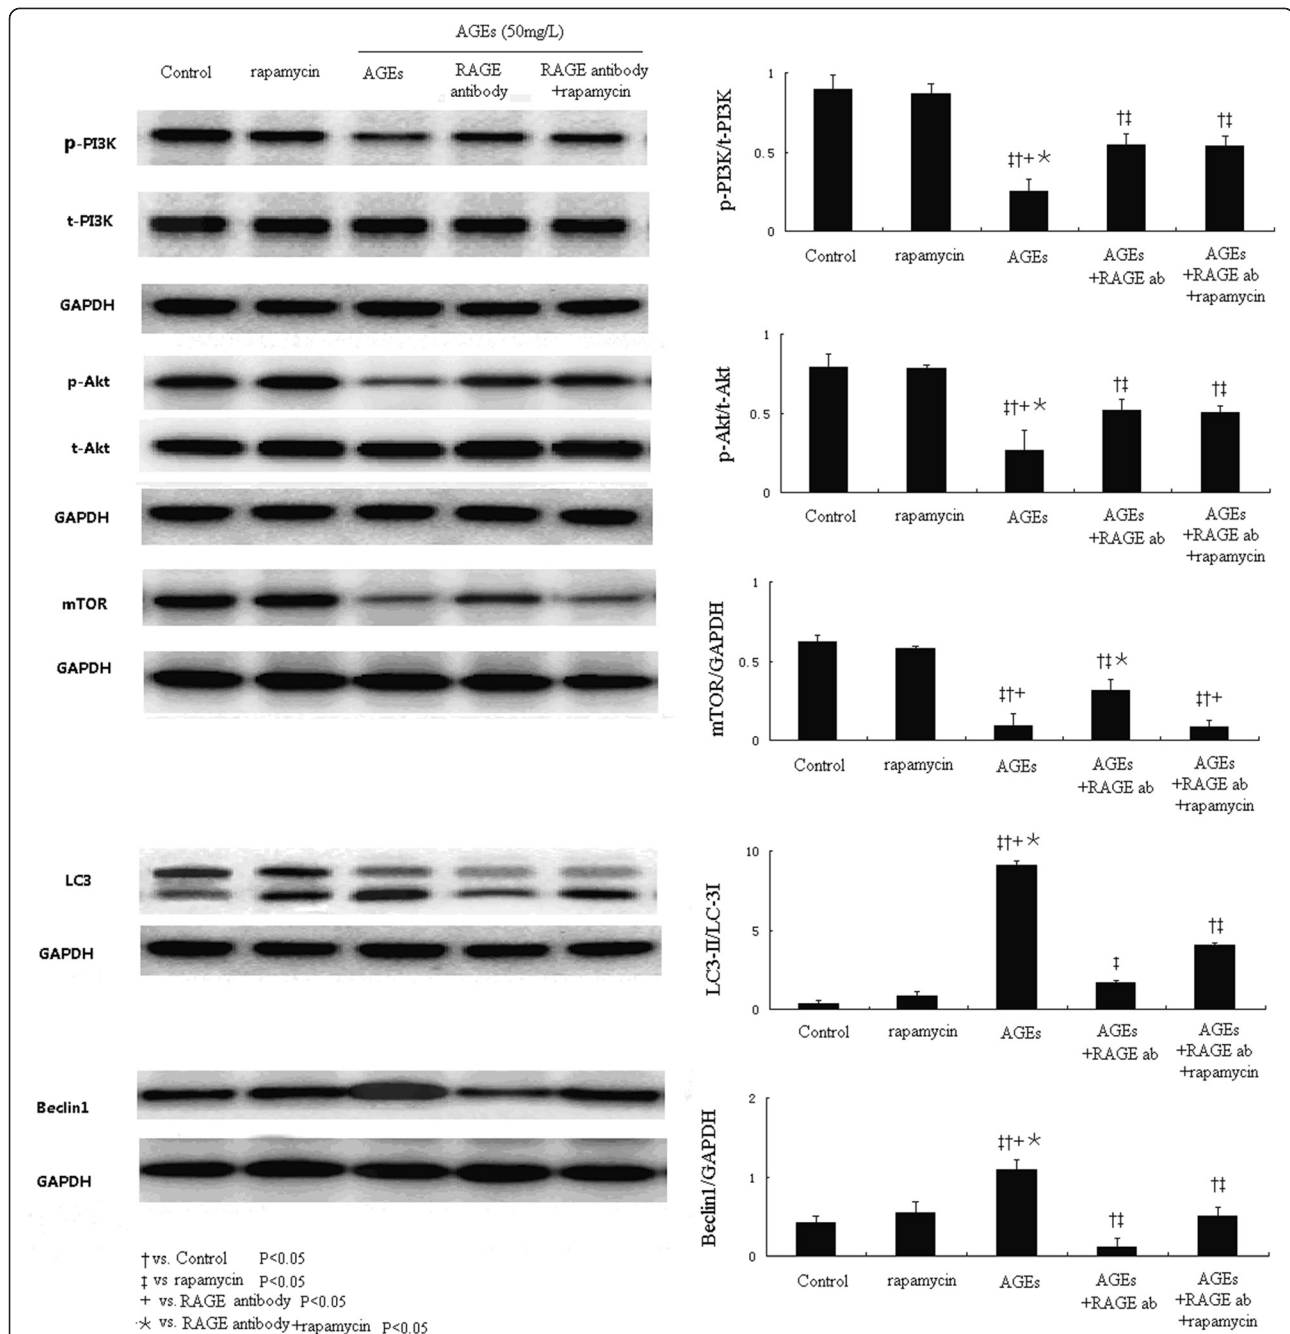 AGEs (50mg/L)
Control rapamycin AGEs RAGE antibody RAGE antibody +rapamycin
p-PI3K
t-PI3K
GAPDH
p-Akt
t-Akt
GAPDH
mTOR
GAPDH
LC3
GAPDH
Beclin1
GAPDH
† vs. Control P<0.05
‡ vs rapamycin P<0.05
+ vs. RAGE antibody P<0.05
* vs. RAGE antibody+rapamycin P<0.05
p-PI3K/t-PI3K
1
0.5
0
‡†+* †‡ †‡
Control rapamycin AGEs AGEs +RAGE ab AGEs +RAGE ab +rapamycin
p-Akt/t-Akt
1
0.5
0
‡†+* †‡ †‡
Control rapamycin AGEs AGEs +RAGE ab AGEs +RAGE ab +rapamycin
mTOR/GAPDH
1
0.5
0
‡†+ †‡* ‡†+
Control rapamycin AGEs AGEs +RAGE ab AGEs +RAGE ab +rapamycin
LC3-II/LC-3I
10
5
0
‡†+* ‡ †‡
Control rapamycin AGEs AGEs +RAGE ab AGEs +RAGE ab +rapamycin
Beclin1/GAPDH
2
1
0
‡†+* †‡ †‡
Control rapamycin AGEs AGEs +RAGE ab AGEs +RAGE ab +rapamycin